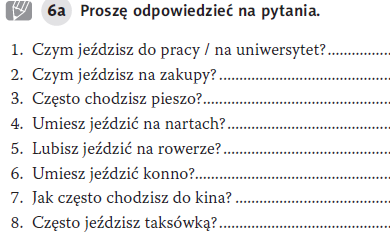 6a Proszę odpowiedzieć na pytania.
1. Czym jeździsz do pracy / na uniwersytet?................
2. Czym jeździsz na zakupy?............................................
3. Często chodzisz pieszo?................................................
4. Umiesz jeździć na nartach?..........................................
5. Lubisz jeździć na rowerze?...........................................
6. Umiesz jeździć konno?..................................................
7. Jak często chodzisz do kina?........................................
8. Często jeździsz taksówką?............................................